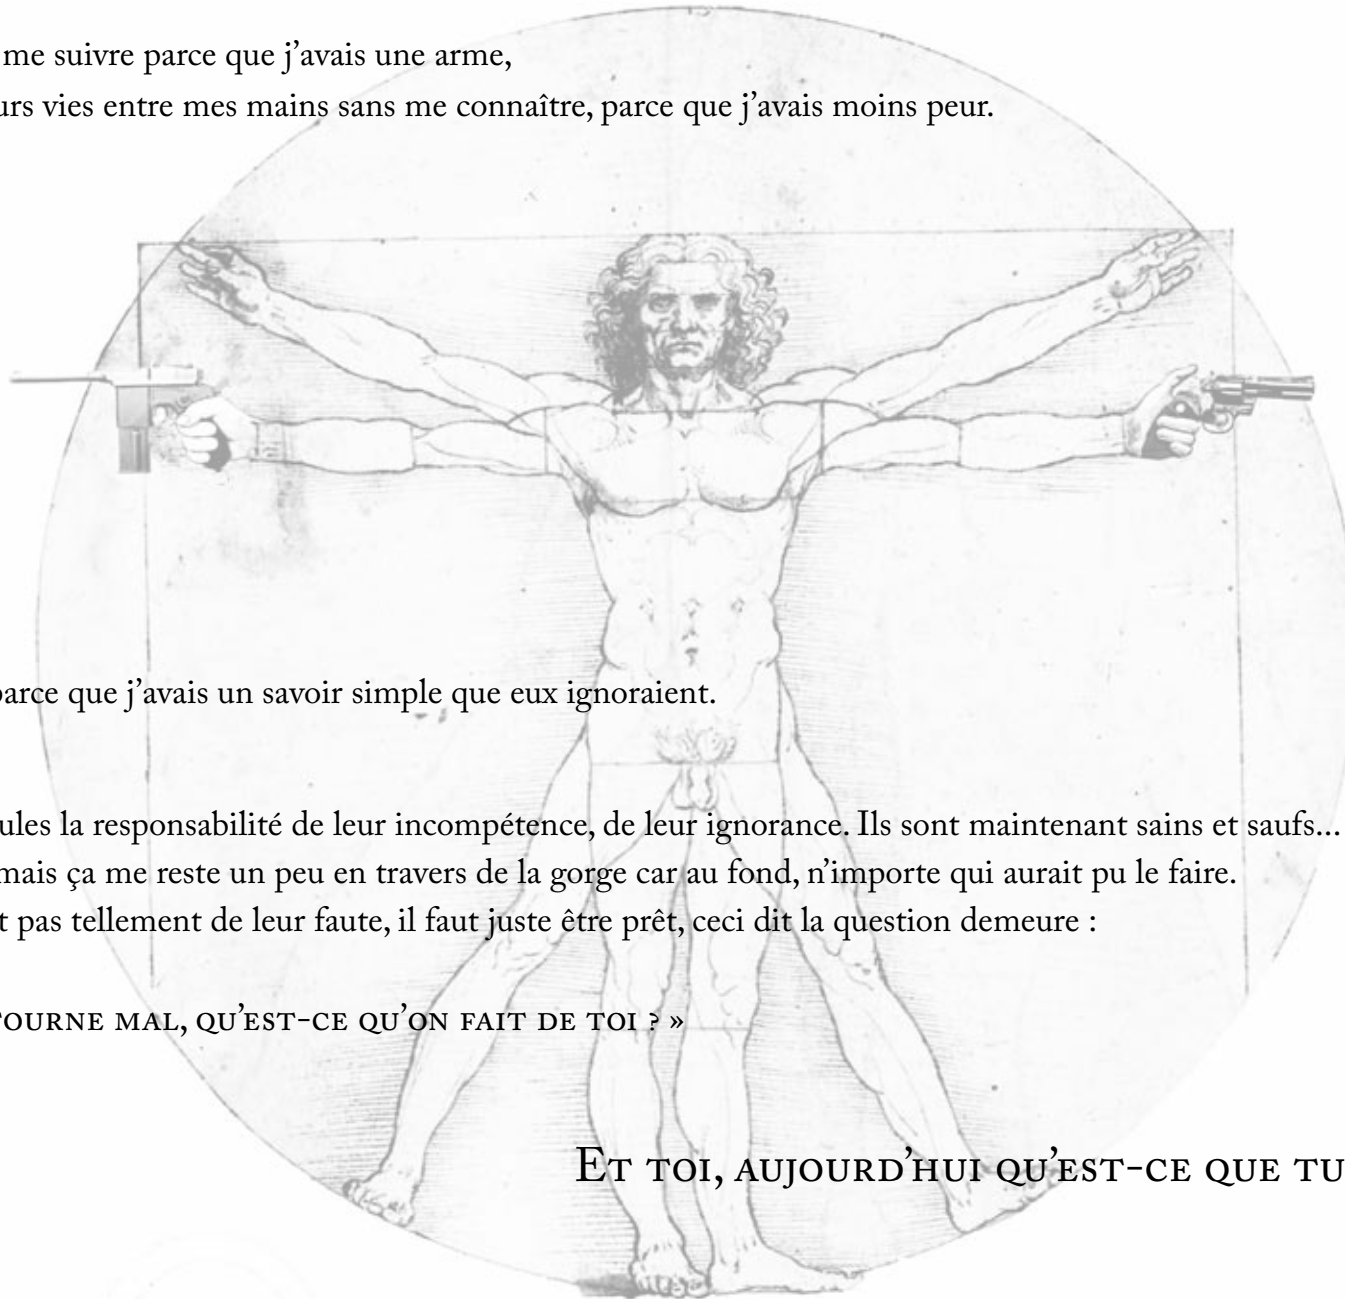 me suivre parce que j’avais une arme,
urs vies entre mes mains sans me connaître, parce que j’avais moins peur.
parce que j’avais un savoir simple que eux ignoraient.
ules la responsabilité de leur incompétence, de leur ignorance. Ils sont maintenant sains et saufs...
mais ça me reste un peu en travers de la gorge car au fond, n’importe qui aurait pu le faire.
t pas tellement de leur faute, il faut juste être prêt, ceci dit la question demeure :
TOURNE MAL, QU’EST-CE QU’ON FAIT DE TOI ? »
ET TOI, AUJOURD’HUI QU’EST-CE QUE TU